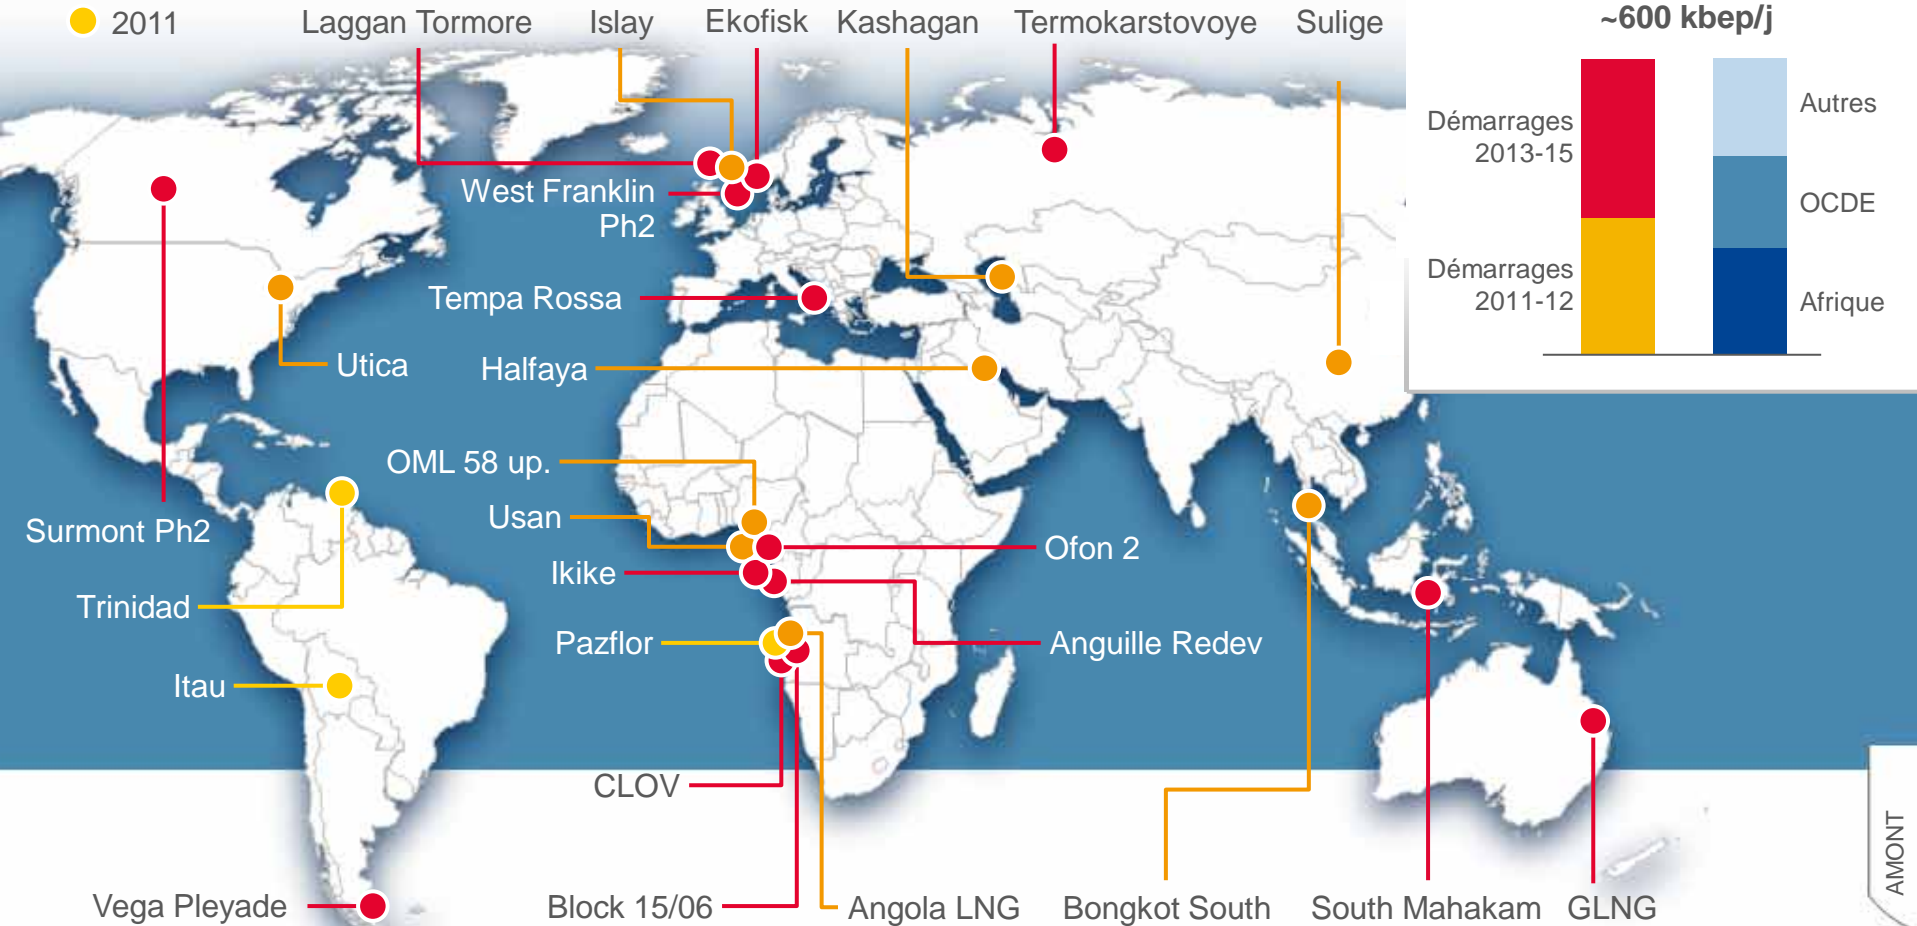 2011
Laggan Tormore
Islay
Ekofisk
Kashagan
Termokarstovoye
Sulige
~600 kbep/j
Démarrages
2013-15
Démarrages
2011-12
Autres
OCDE
Afrique
West Franklin
Ph2
Tempa Rossa
Utica
Halfaya
OML 58 up.
Usan
Surmont Ph2
Ofon 2
Ikike
Trinidad
Pazflor
Anguille Redev
Itau
CLOV
Vega Pleyade
Block 15/06
Angola LNG
Bongkot South
South Mahakam
GLNG
AMONT